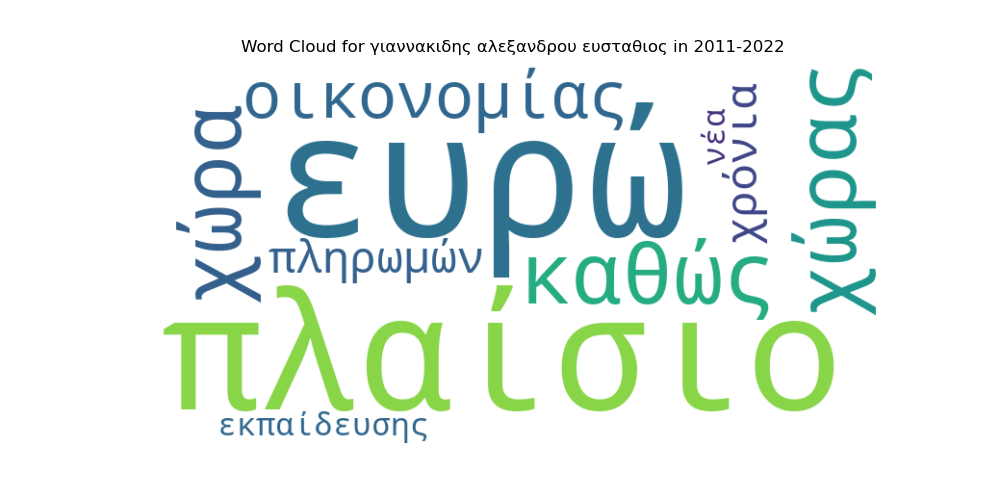 Word Cloud for γιαννακιδης αλεξανδρου ευσταθιος in 2011-2022
οικονομίας
χώρα
ευρώ
νέα
χρόνια
χώρας
πληρωμών
καθώς
πλαίσιο
εκπαίδευσης